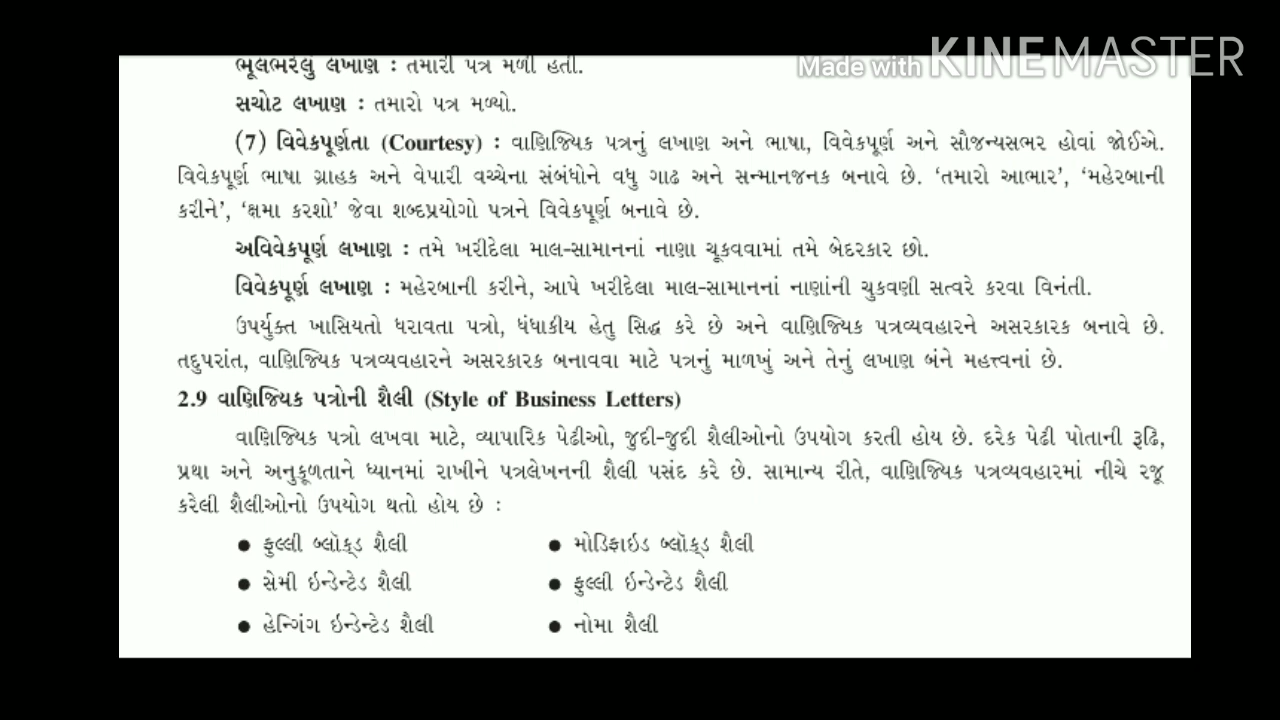 Made with KINEMASTER
ભૂલભરેલું લખાણ : તમારી પત્ર મળી હતી.
સચોટ લખાણ : તમારો પત્ર મળ્યો.
(7) વિવેકપૂર્ણતા (Courtesy) : વાણિજ્યિક પત્રનું લખાણ અને ભાષા, વિવેકપૂર્ણ અને સૌજન્યસભર હોવાં જોઈએ.
વિવેકપૂર્ણ ભાષા ગ્રાહક અને વેપારી વચ્ચેના સંબંધોને વધુ ગાઢ અને સન્માનજનક બનાવે છે. ‘તમારો આભાર’, ‘મહેરબાની
કરીને’, ‘ક્ષમા કરશો’ જેવા શબ્દપ્રયોગો પત્રને વિવેકપૂર્ણ બનાવે છે.
અવિવેકપૂર્ણ લખાણ : તમે ખરીદેલા માલ-સામાનનાં નાણા ચૂકવવામાં તમે બેદરકાર છો.
વિવેકપૂર્ણ લખાણ : મહેરબાની કરીને, આપે ખરીદેલા માલ-સામાનનાં નાણાંની ચુકવણી સત્વરે કરવા વિનંતી.
ઉપર્યુક્ત ખાસિયતો ધરાવતા પત્રો, ધંધાકીય હેતુ સિદ્ધ કરે છે અને વાણિજ્યિક પત્રવ્યવહારને અસરકારક બનાવે છે.
તદુપરાંત, વાણિજ્યિક પત્રવ્યવહારને અસરકારક બનાવવા માટે પત્રનું માળખું અને તેનું લખાણ બંને મહત્ત્વનાં છે.
2.9 વાણિજ્યિક પત્રોની શૈલી (Style of Business Letters)
વાણિજ્યિક પત્રો લખવા માટે, વ્યાપારિક પેઢીઓ, જુદી-જુદી શૈલીઓનો ઉપયોગ કરતી હોય છે. દરેક પેઢી પોતાની રૂઢિ,
પ્રથા અને અનુકૂળતાને ધ્યાનમાં રાખીને પત્રલેખનની શૈલી પસંદ કરે છે. સામાન્ય રીતે, વાણિજ્યિક પત્રવ્યવહારમાં નીચે રજૂ
કરેલી શૈલીઓનો ઉપયોગ થતો હોય છે :
● ફુલ્લી બ્લૉક્ડ શૈલી ● મોડિફાઇડ બ્લૉક્ડ શૈલી
● સેમી ઇન્ડેન્ટેડ શૈલી ● ફુલ્લી ઇન્ડેન્ટેડ શૈલી
● હેન્ગિંગ ઇન્ડેન્ટેડ શૈલી ● નોમા શૈલી